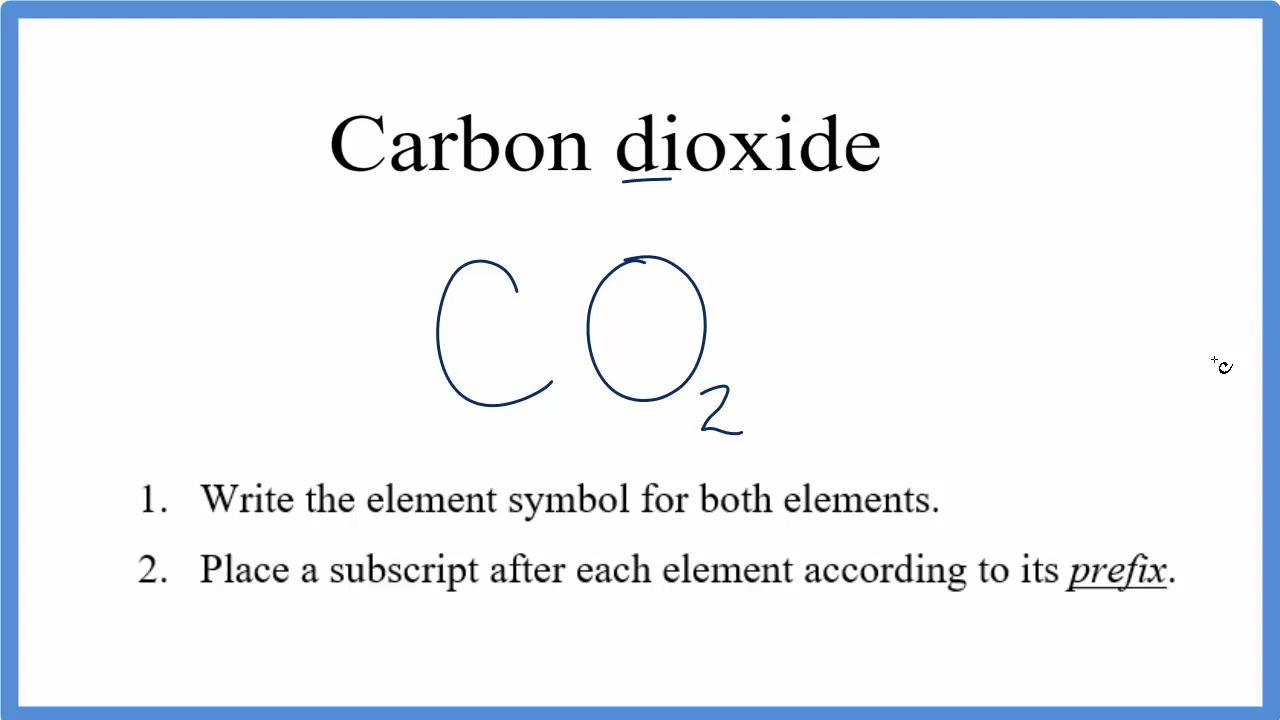 Carbon dioxide
CO₂
1. Write the element symbol for both elements.
2. Place a subscript after each element according to its prefix.